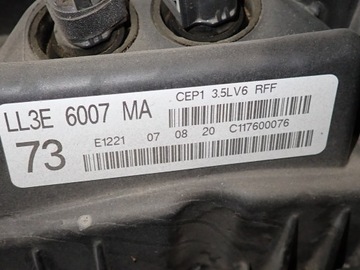 LL3E 6007 MA CEP1 3.5LV6 RFF
73 E1221 07 08 20 C117600076